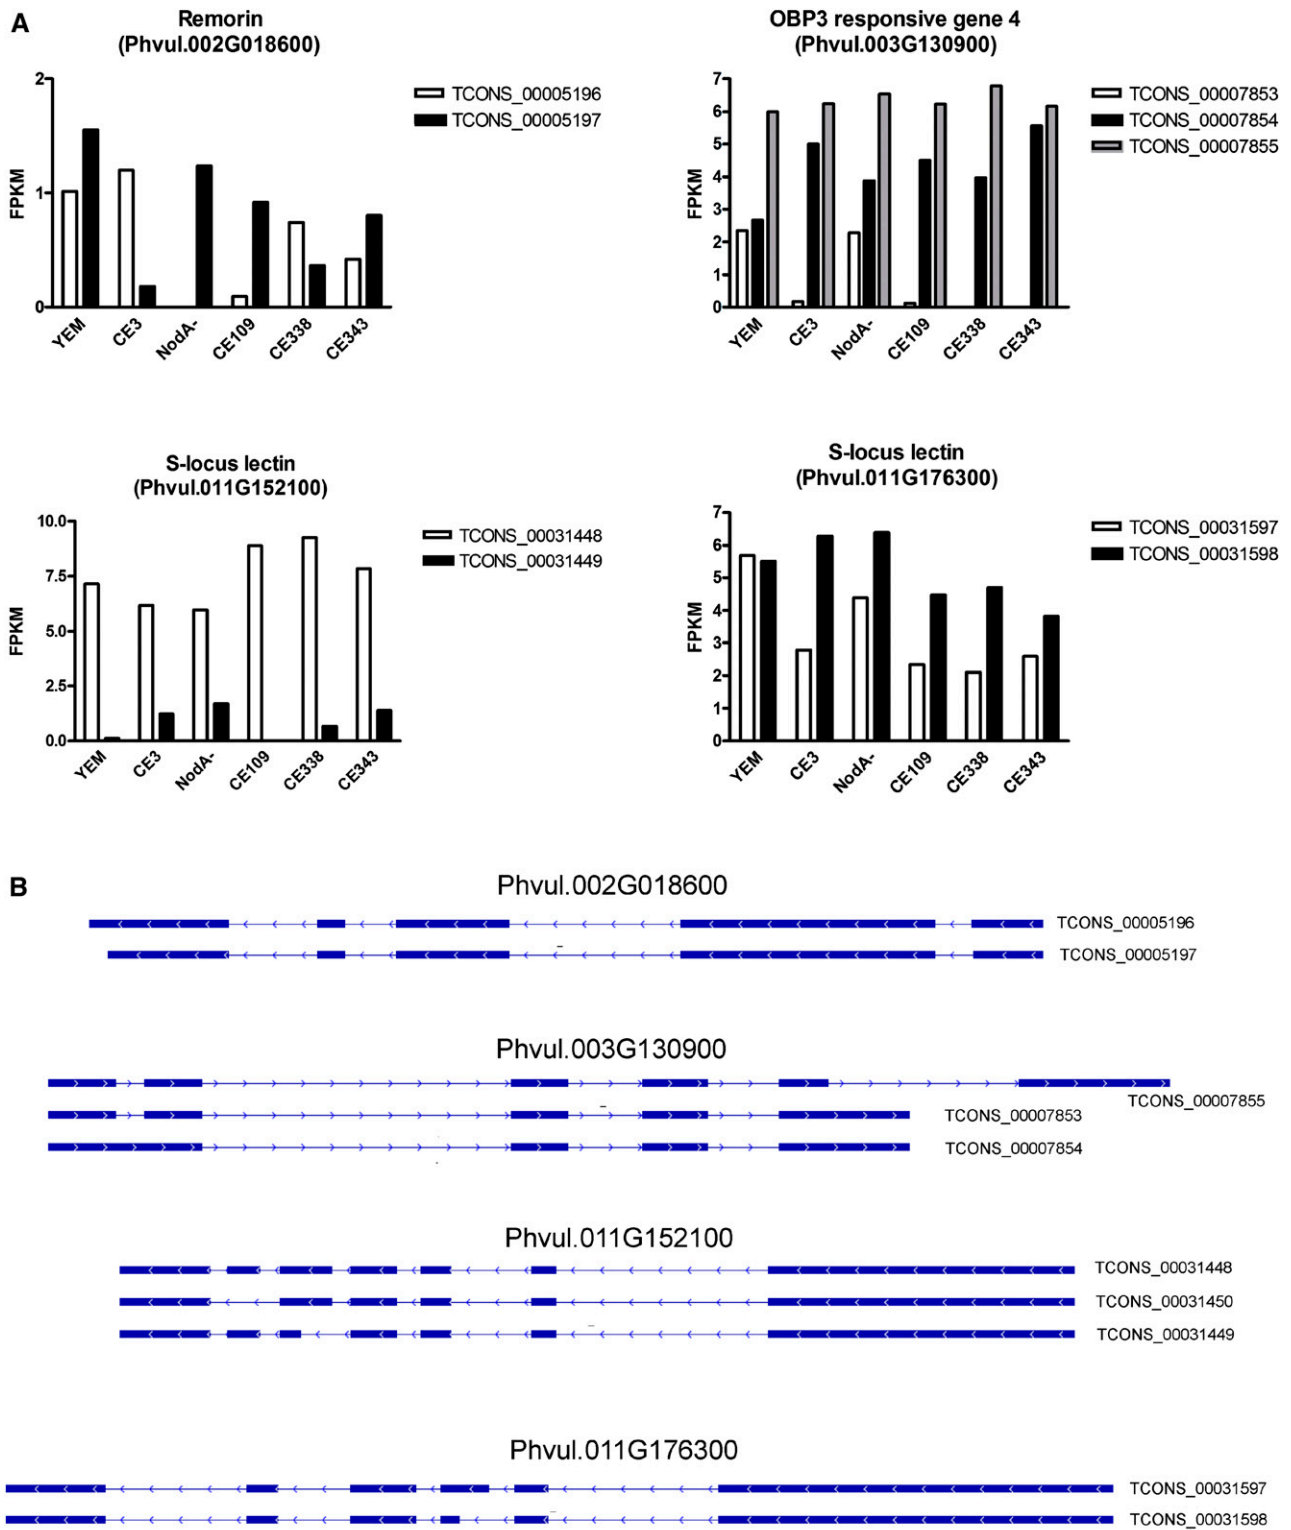 A
Remorin
(Phvul.002G018600)
2
1
0
FPKM
YEM
CE3
NodA-
CE109
CE338
CE343
TCONS_00005196
TCONS_00005197
OBP3 responsive gene 4
(Phvul.003G130900)
7
6
5
4
3
2
1
0
FPKM
YEM
CE3
NodA-
CE109
CE338
CE343
TCONS_00007853
TCONS_00007854
TCONS_00007855
S-locus lectin
(Phvul.011G152100)
10.0
7.5
5.0
2.5
0.0
FPKM
YEM
CE3
NodA-
CE109
CE338
CE343
TCONS_00031448
TCONS_00031449
S-locus lectin
(Phvul.011G176300)
7
6
5
4
3
2
1
0
FPKM
YEM
CE3
NodA-
CE109
CE338
CE343
TCONS_00031597
TCONS_00031598
B
Phvul.002G018600
TCONS_00005196
TCONS_00005197
Phvul.003G130900
TCONS_00007855
TCONS_00007853
TCONS_00007854
Phvul.011G152100
TCONS_00031448
TCONS_00031450
TCONS_00031449
Phvul.011G176300
TCONS_00031597
TCONS_00031598